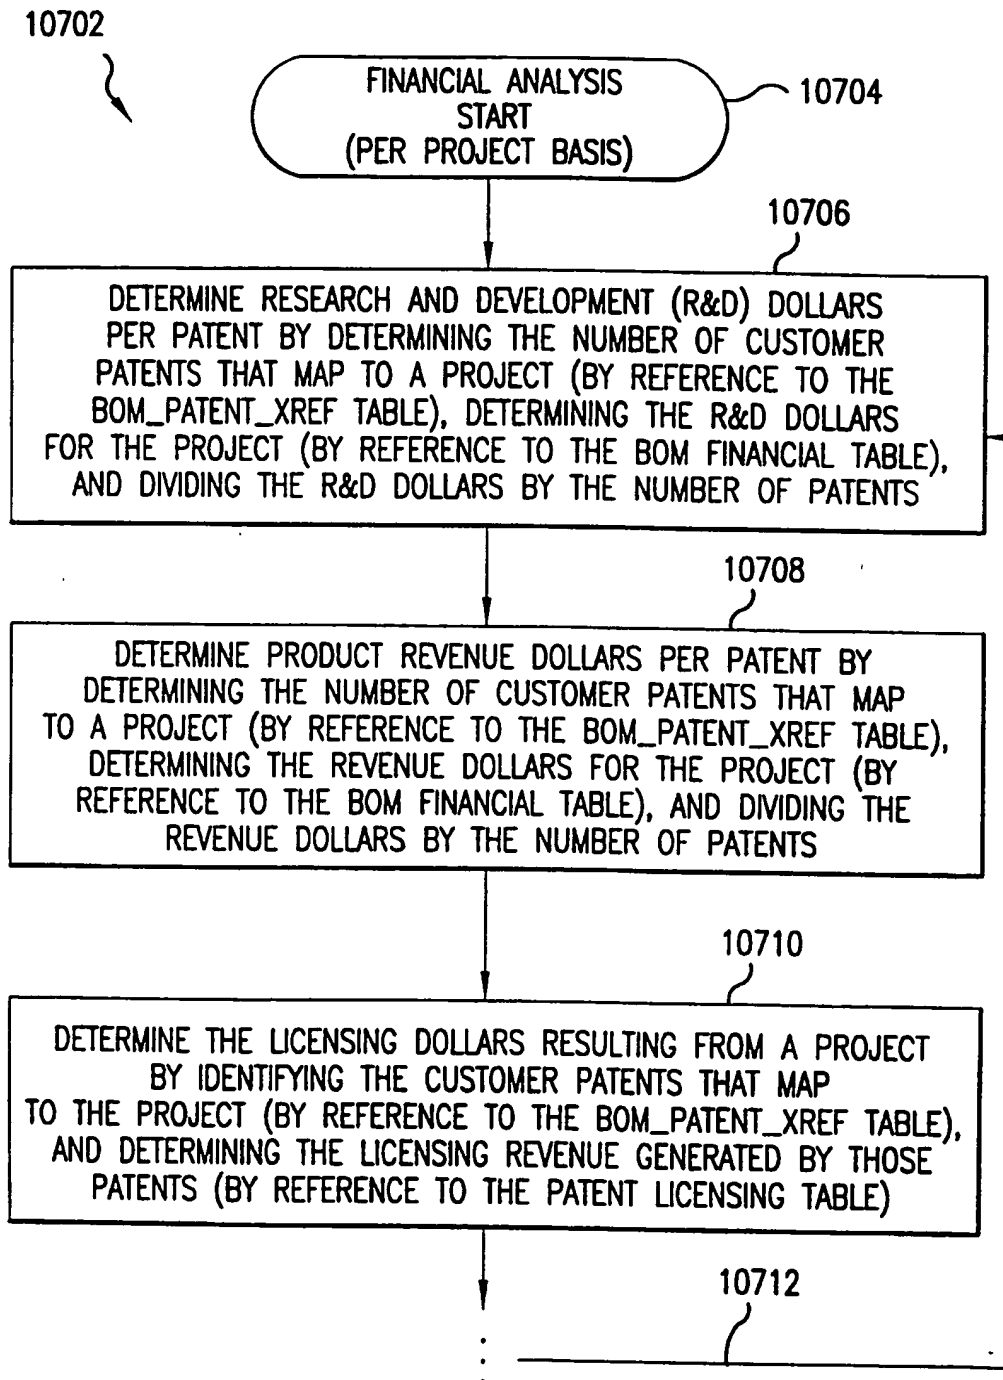 10702
FINANCIAL ANALYSIS
START
(PER PROJECT BASIS)
10704
10706
DETERMINE RESEARCH AND DEVELOPMENT (R&D) DOLLARS
PER PATENT BY DETERMINING THE NUMBER OF CUSTOMER
PATENTS THAT MAP TO A PROJECT (BY REFERENCE TO THE
BOM_PATENT_XREF TABLE), DETERMINING THE R&D DOLLARS
FOR THE PROJECT (BY REFERENCE TO THE BOM FINANCIAL TABLE),
AND DIVIDING THE R&D DOLLARS BY THE NUMBER OF PATENTS
10708
DETERMINE PRODUCT REVENUE DOLLARS PER PATENT BY
DETERMINING THE NUMBER OF CUSTOMER PATENTS THAT MAP
TO A PROJECT (BY REFERENCE TO THE BOM_PATENT_XREF TABLE),
DETERMINING THE REVENUE DOLLARS FOR THE PROJECT (BY
REFERENCE TO THE BOM FINANCIAL TABLE), AND DIVIDING THE
REVENUE DOLLARS BY THE NUMBER OF PATENTS
10710
DETERMINE THE LICENSING DOLLARS RESULTING FROM A PROJECT
BY IDENTIFYING THE CUSTOMER PATENTS THAT MAP
TO THE PROJECT (BY REFERENCE TO THE BOM_PATENT_XREF TABLE),
AND DETERMINING THE LICENSING REVENUE GENERATED BY THOSE
PATENTS (BY REFERENCE TO THE PATENT LICENSING TABLE)
10712